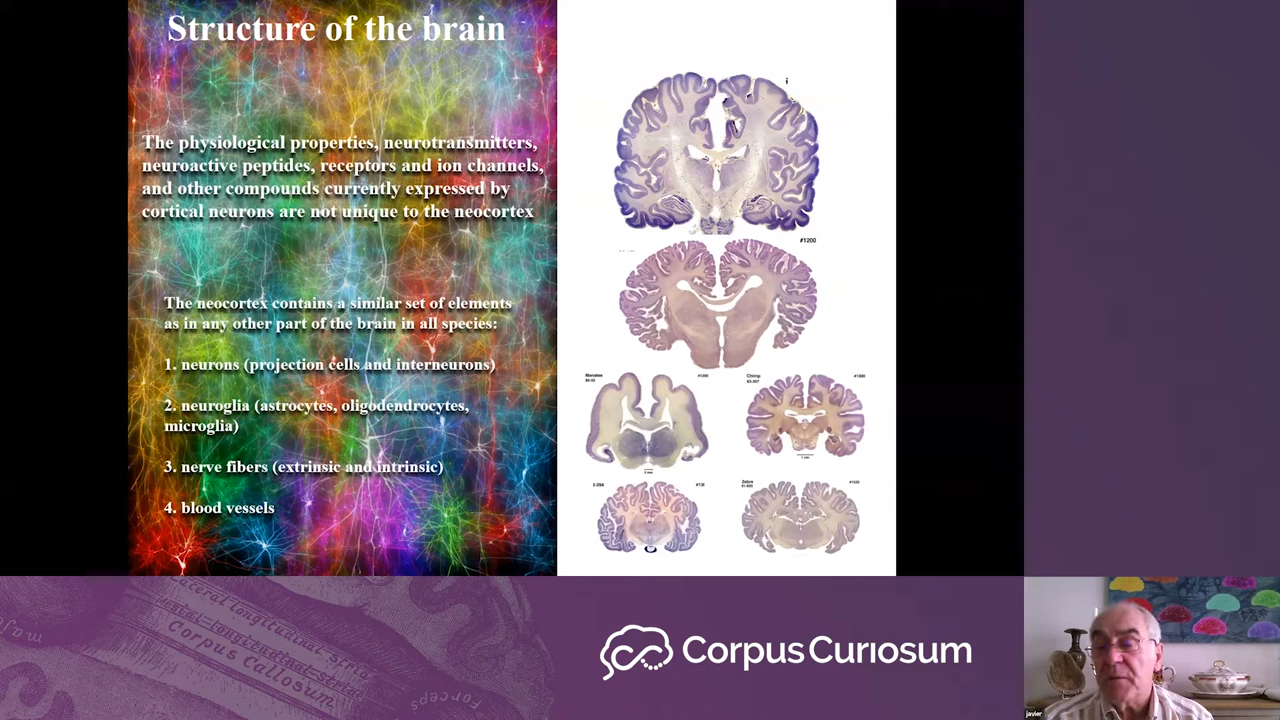 Structure of the brain
The physiological properties, neurotransmitters,
neuroactive peptides, receptors and ion channels,
and other compounds currently expressed by
cortical neurons are not unique to the neocortex
The neocortex contains a similar set of elements
as in any other part of the brain in all species:
1. neurons (projection cells and interneurons)
2. neuroglia (astrocytes, oligodendrocytes,
microglia)
3. nerve fibers (extrinsic and intrinsic)
4. blood vessels
#1200
Manatee
Chimp
Zebra
Corpus Callosum
Forceps
Corpus Curiosum
javier